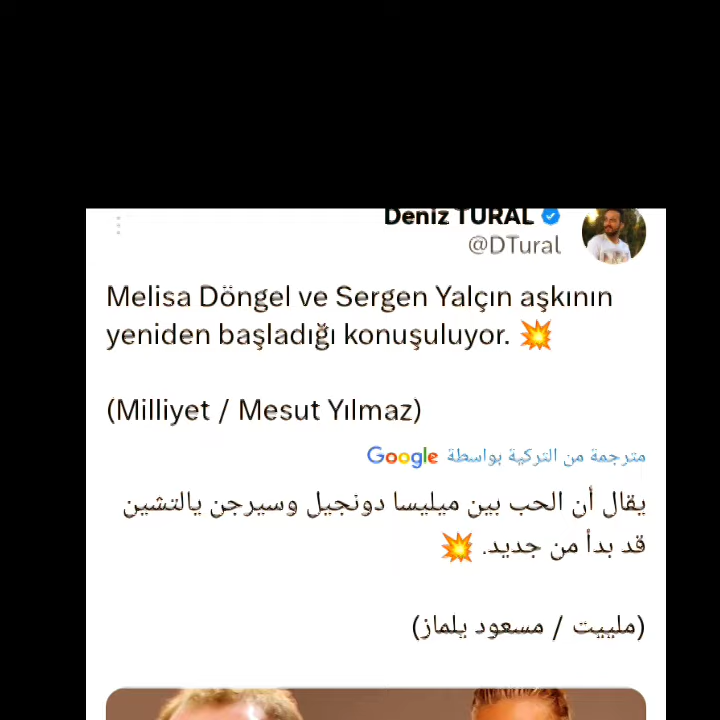 Deniz TURAL
@DTural
Melisa Döngel ve Sergen Yalçın aşkının
yeniden başladığı konuşuluyor. 💥
(Milliyet / Mesut Yılmaz)
مترجمة من التركية بواسطة Google
يقال أن الحب بين ميليسا دونجيل وسيرجن يالتشين
قد بدأ من جديد. 💥
(ملييت / مسعود يلماز)